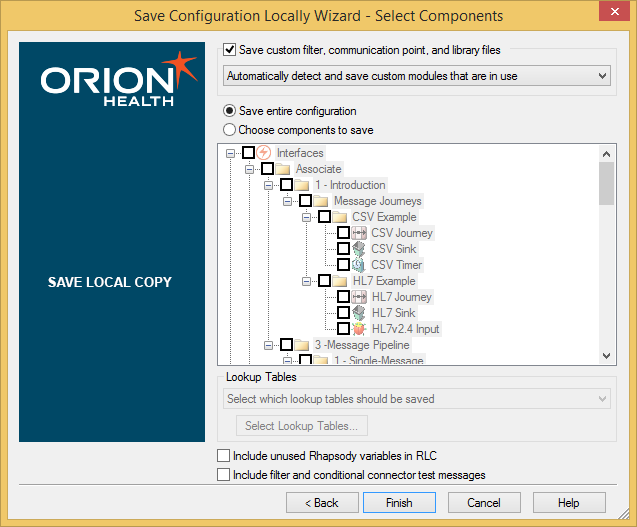 Save Configuration Locally Wizard - Select Components
ORION
HEALTH
SAVE LOCAL COPY
Save custom filter, communication point, and library files
Automatically detect and save custom modules that are in use
Save entire configuration
Choose components to save
Interfaces
Associate
1 - Introduction
Message Journeys
CSV Example
CSV Journey
CSV Sink
CSV Timer
HL7 Example
HL7 Journey
HL7 Sink
HL7v2.4 Input
3 -Message Pipeline
1 - Single-Message
Lookup Tables
Select which lookup tables should be saved
Select Lookup Tables...
Include unused Rhapsody variables in RLC
Include filter and conditional connector test messages
< Back
Finish
Cancel
Help